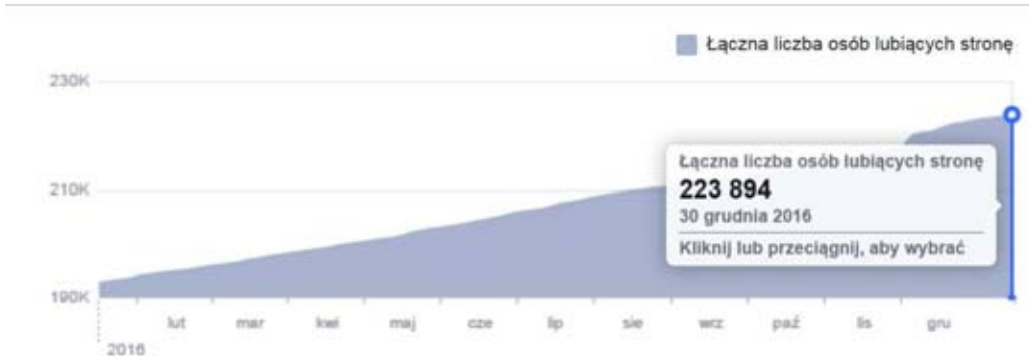 Łączna liczba osób lubiących stronę
230K
210K
190K
Łączna liczba osób lubiących stronę
223 894
30 grudnia 2016
Kliknij lub przeciągnij, aby wybrać
lut mar kwi maj cze lip sie wrz paź lis gru
2016